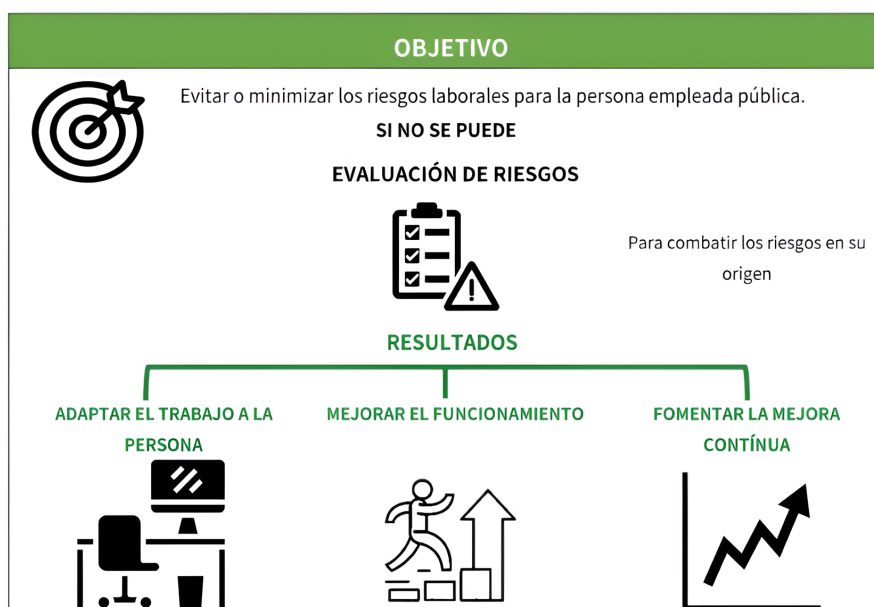 OBJETIVO
Evitar o minimizar los riesgos laborales para la persona empleada pública.
SI NO SE PUEDE
EVALUACIÓN DE RIESGOS
Para combatir los riesgos en su
origen
RESULTADOS
ADAPTAR EL TRABAJO A LA
PERSONA
MEJORAR EL FUNCIONAMIENTO
FOMENTAR LA MEJORA
CONTÍNUA